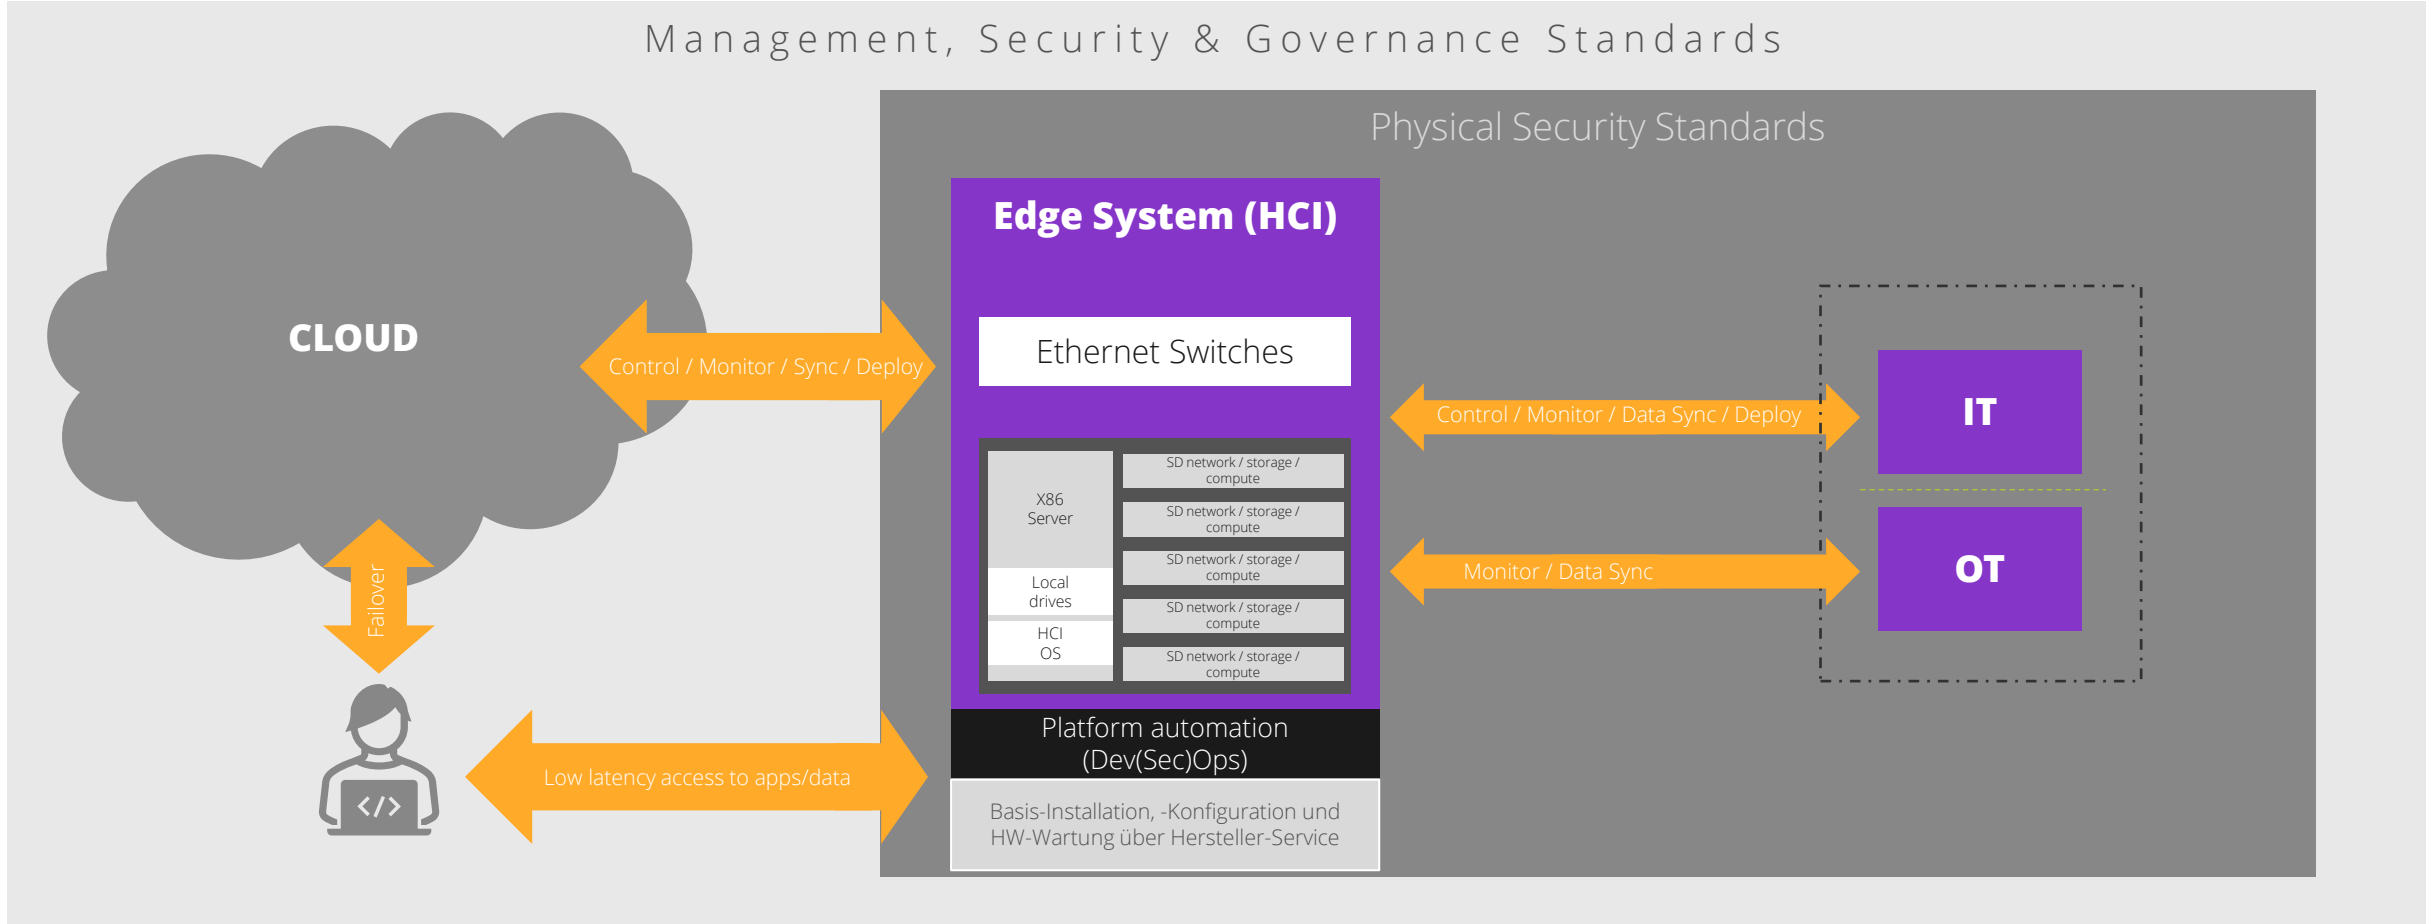 Management, Security & Governance Standards
Physical Security Standards
Edge System (HCI)
CLOUD
Control / Monitor / Sync / Deploy
Ethernet Switches
Control / Monitor / Data Sync / Deploy
IT
X86
Server
Local
drives
HCI
OS
SD network / storage /
compute
SD network / storage /
compute
SD network / storage /
compute
SD network / storage /
compute
SD network / storage /
compute
Monitor / Data Sync
OT
Failover
</>
Low latency access to apps/data
Platform automation
(Dev(Sec)Ops)
Basis-Installation, -Konfiguration und
HW-Wartung über Hersteller-Service